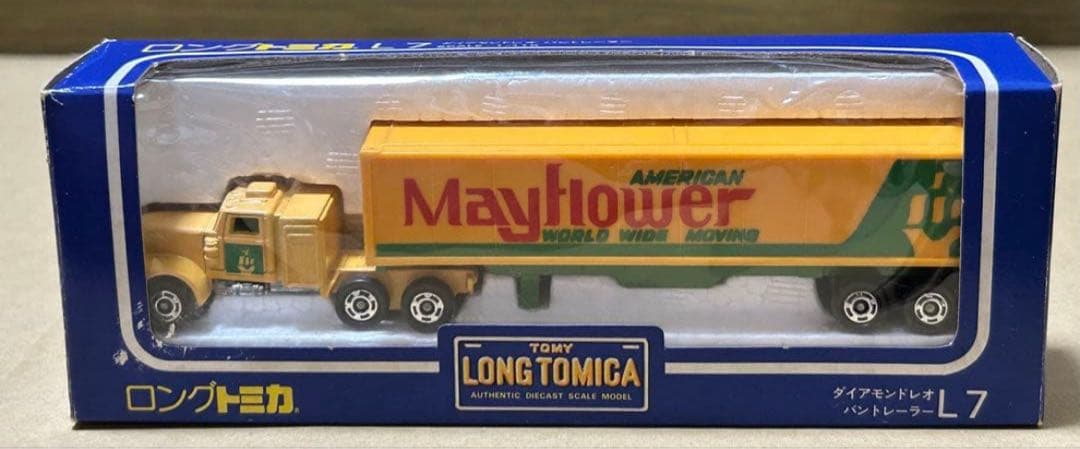 ロングトミカ L7
AMERICAN
Mayflower
WORLD WIDE MOVING
TOMY
LONG TOMICA
AUTHENTIC DIECAST SCALE MODEL
ロングトミカ®
ダイアモンドレオ
バントレーラー L7